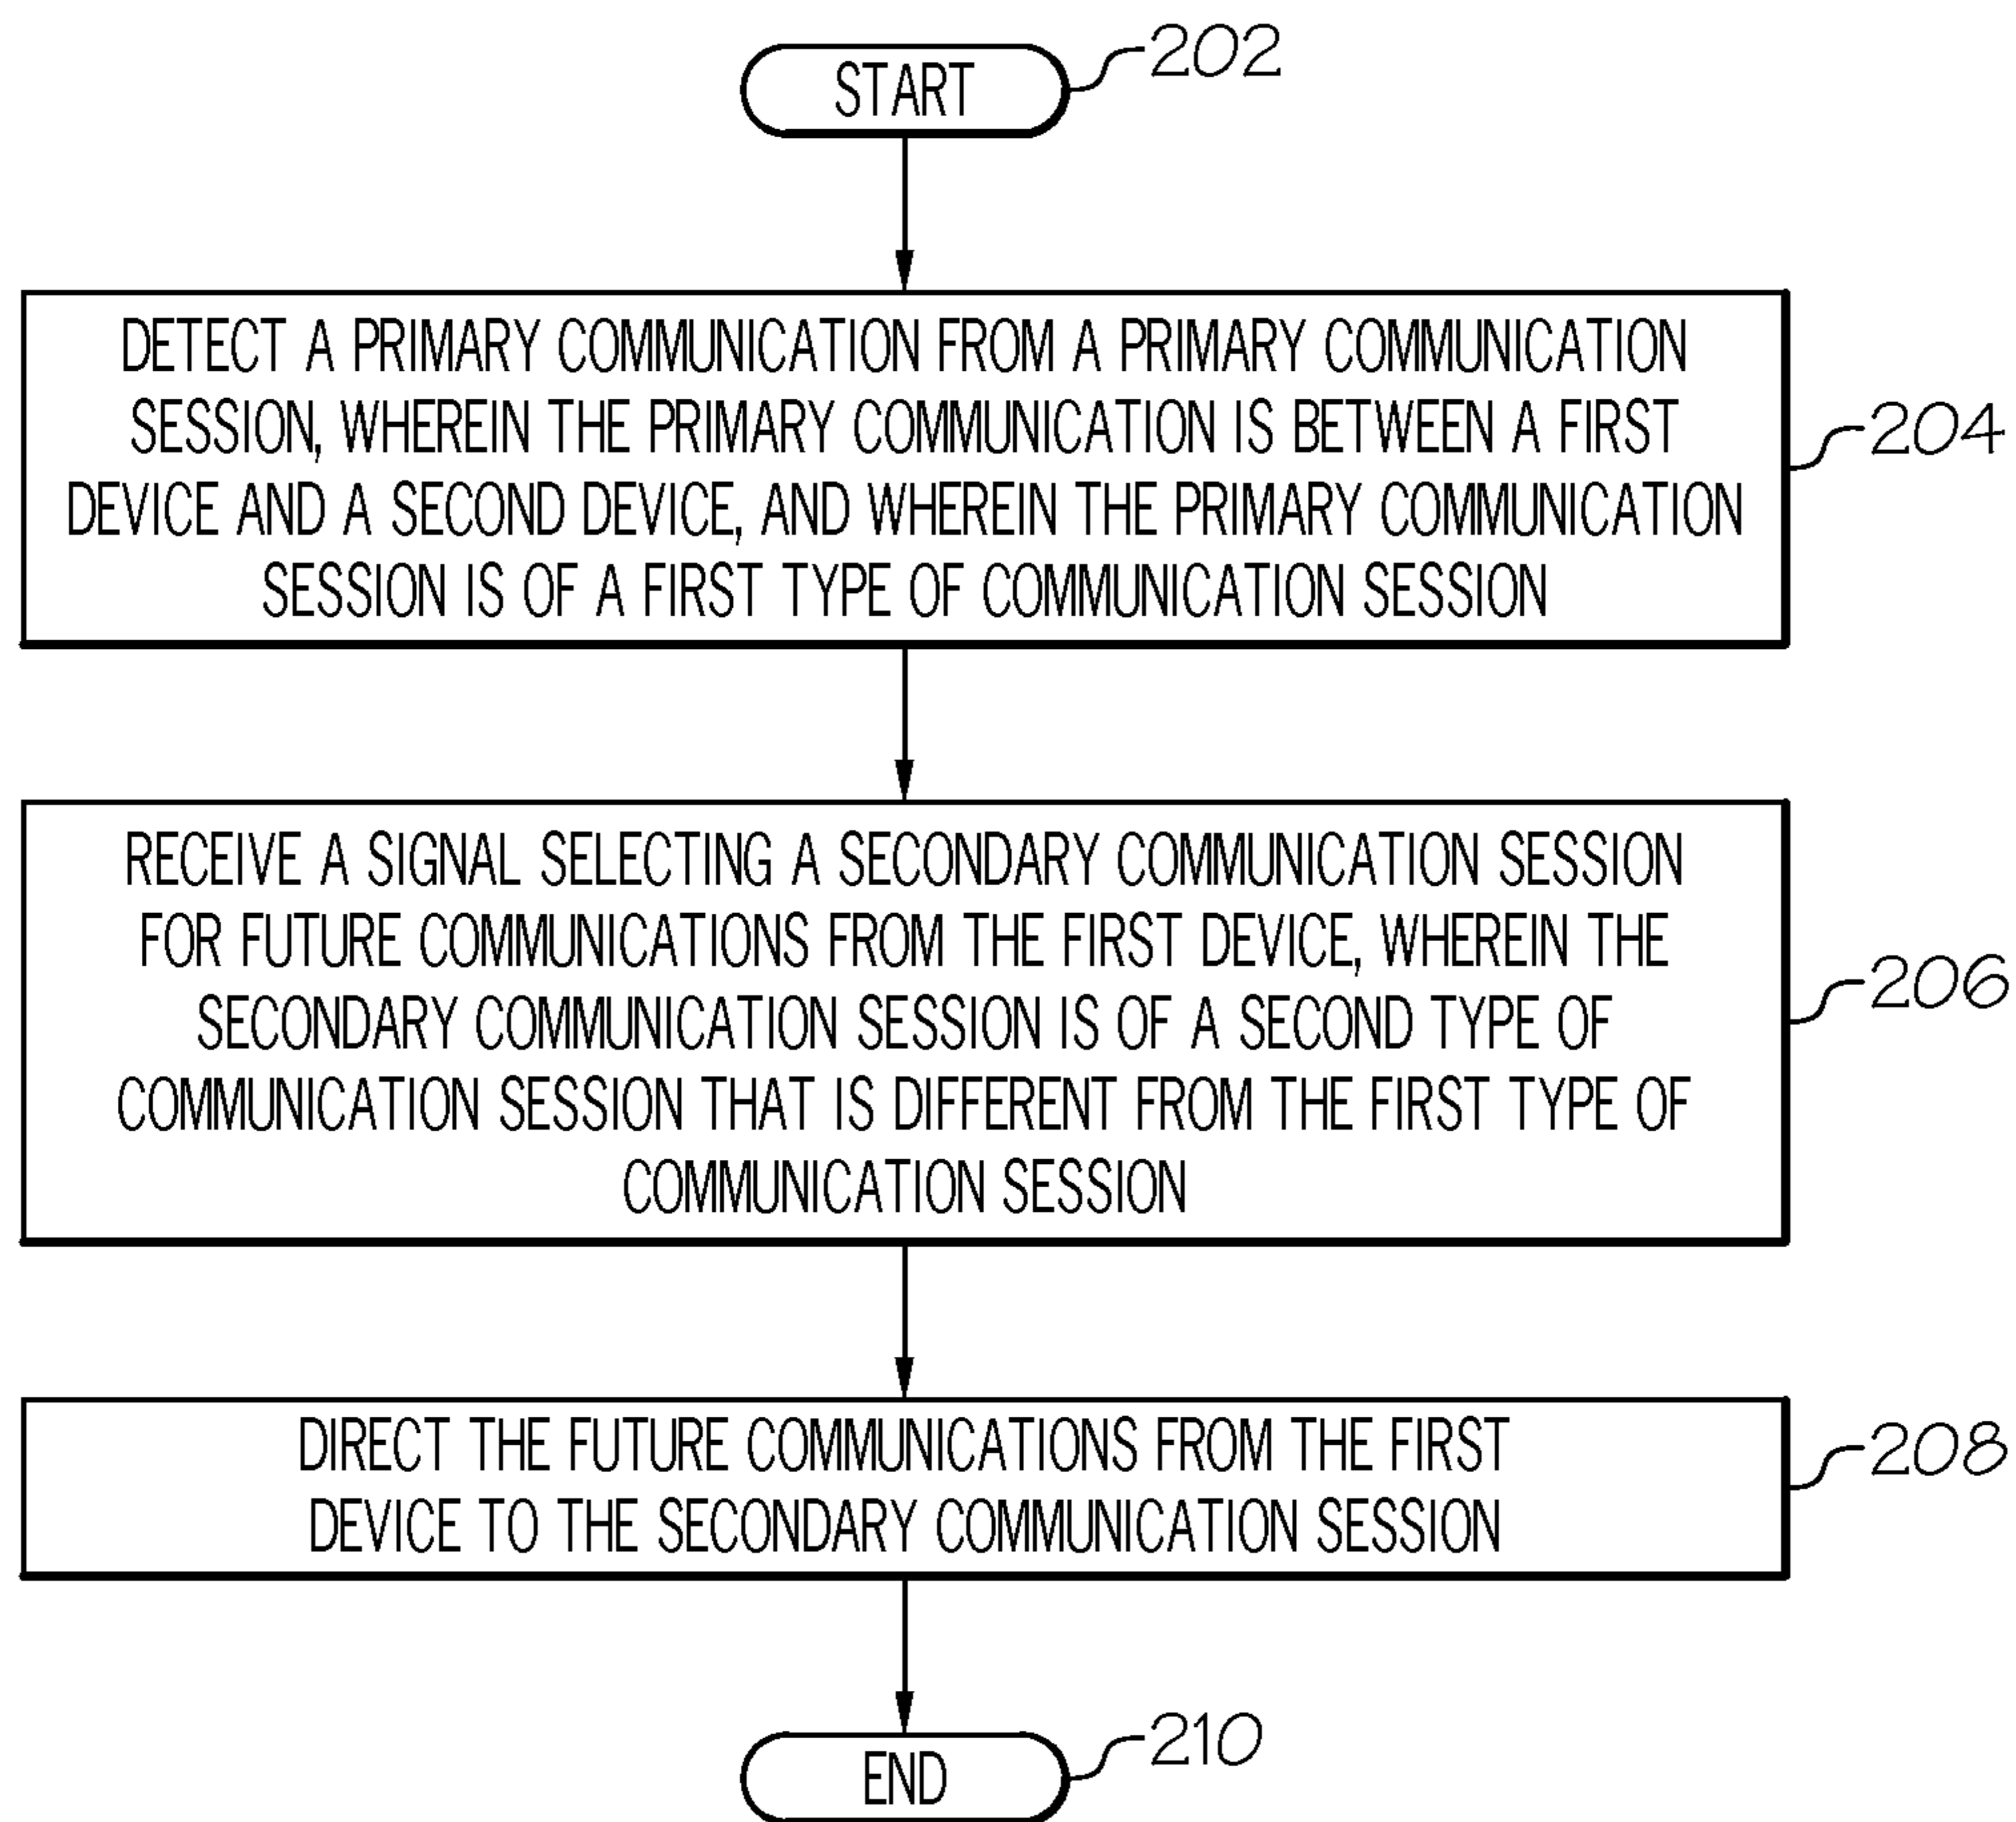 START
202
DETECT A PRIMARY COMMUNICATION FROM A PRIMARY COMMUNICATION
SESSION, WHEREIN THE PRIMARY COMMUNICATION IS BETWEEN A FIRST
DEVICE AND A SECOND DEVICE, AND WHEREIN THE PRIMARY COMMUNICATION
SESSION IS OF A FIRST TYPE OF COMMUNICATION SESSION
204
RECEIVE A SIGNAL SELECTING A SECONDARY COMMUNICATION SESSION
FOR FUTURE COMMUNICATIONS FROM THE FIRST DEVICE, WHEREIN THE
SECONDARY COMMUNICATION SESSION IS OF A SECOND TYPE OF
COMMUNICATION SESSION THAT IS DIFFERENT FROM THE FIRST TYPE OF
COMMUNICATION SESSION
206
DIRECT THE FUTURE COMMUNICATIONS FROM THE FIRST
DEVICE TO THE SECONDARY COMMUNICATION SESSION
208
END
210